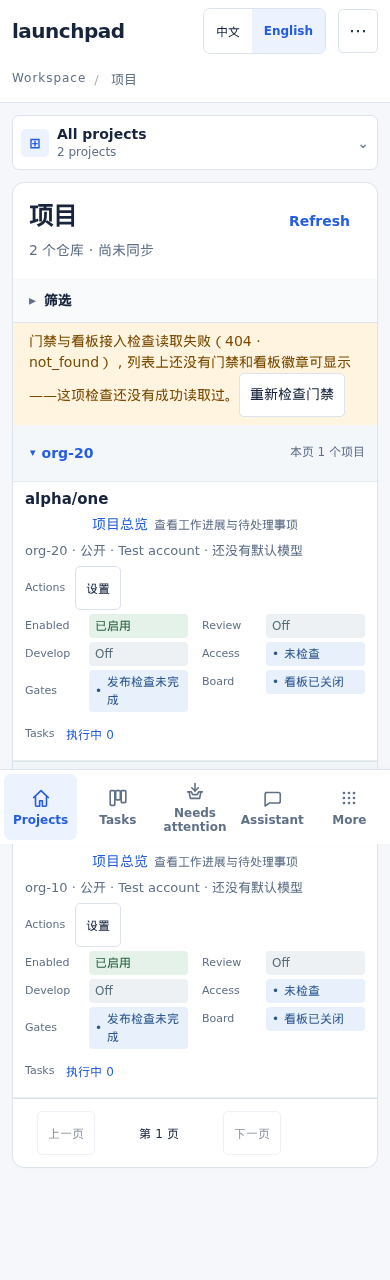 launchpad
中文 English ⋯
Workspace / 项目
All projects
2 projects
项目
Refresh
2 个仓库 · 尚未同步
▸ 筛选
门禁与看板接入检查读取失败（404 ·
not_found），列表上还没有门禁和看板徽章可显示
——这项检查还没有成功读取过。 重新检查门禁
▾ org-20 本页 1 个项目
alpha/one
项目总览 查看工作进展与待处理事项
org-20 · 公开 · Test account · 还没有默认模型
Actions 设置
Enabled 已启用 Review Off
Develop Off Access • 未检查
Gates • 发布检查未完成 Board • 看板已关闭
Tasks 执行中 0
Projects Tasks Needs attention Assistant More
项目总览 查看工作进展与待处理事项
org-10 · 公开 · Test account · 还没有默认模型
Actions 设置
Enabled 已启用 Review Off
Develop Off Access • 未检查
Gates • 发布检查未完成 Board • 看板已关闭
Tasks 执行中 0
上一页 第 1 页 下一页